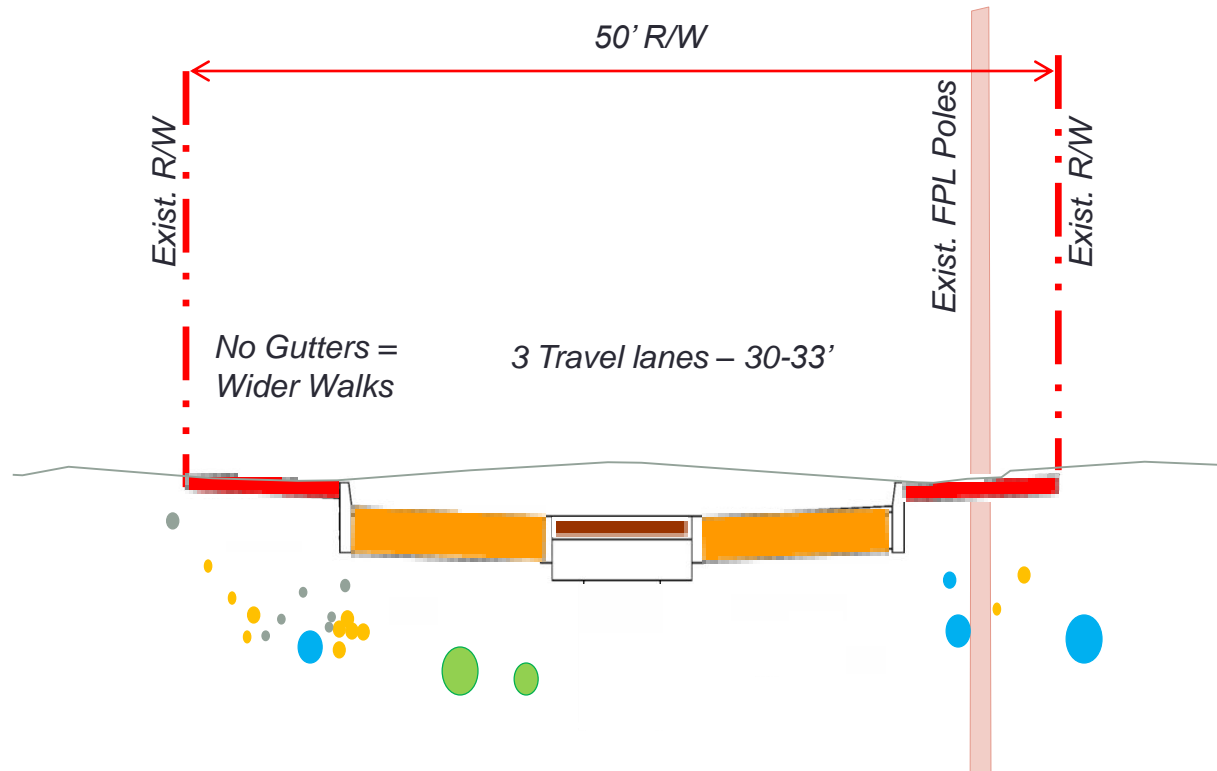 50’ R/W
Exist. R/W
Exist. FPL Poles
Exist. R/W
No Gutters =
Wider Walks
3 Travel lanes – 30-33’